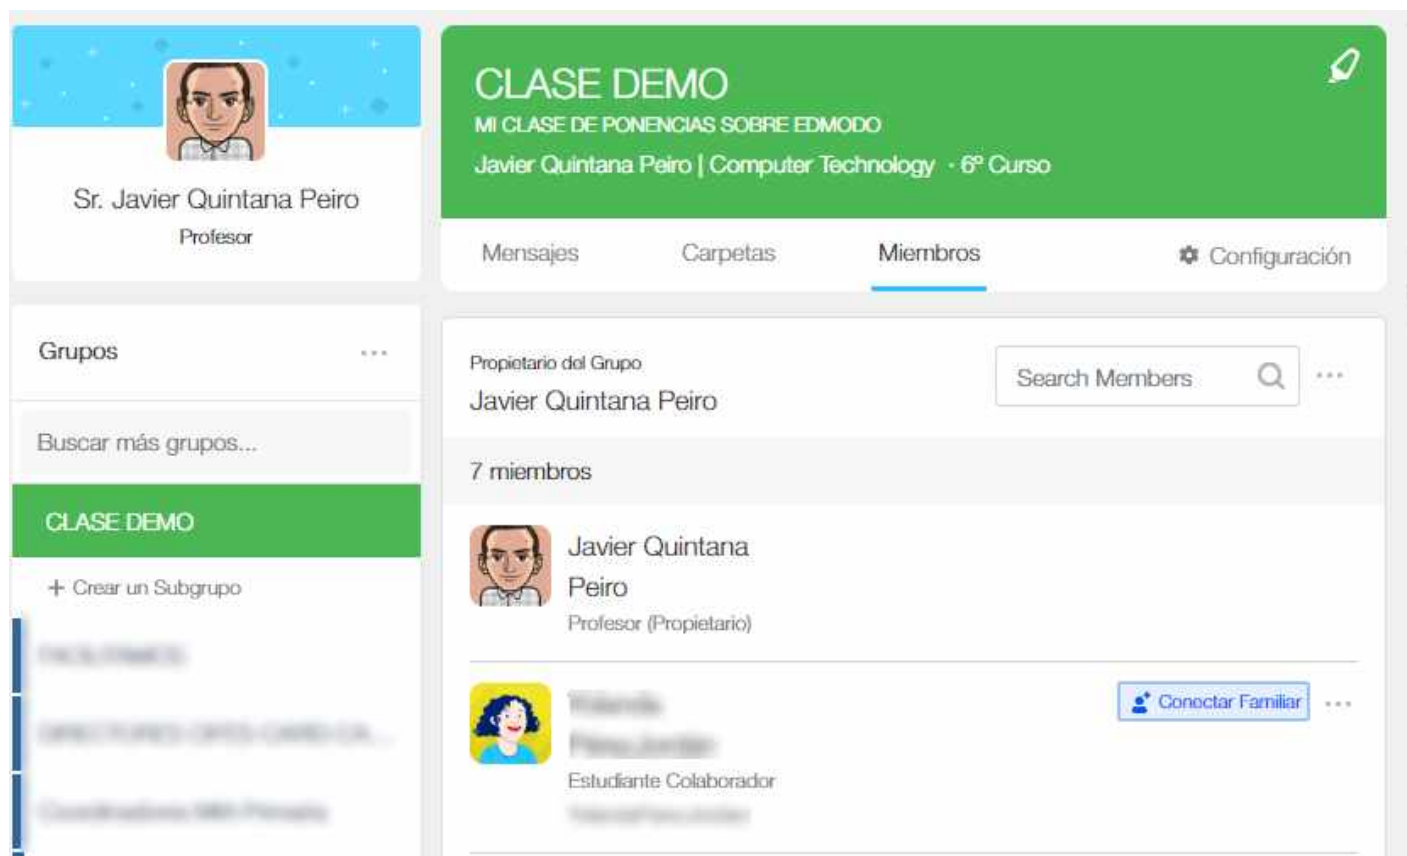 Sr. Javier Quintana Peiro
Profesor
Grupos
Buscar más grupos...
CLASE DEMO
+ Crear un Subgrupo
CLASE DEMO
MI CLASE DE PONENCIAS SOBRE EDMODO
Javier Quintana Peiro | Computer Technology · 6º Curso
Mensajes Carpetas Miembros Configuración
Propietario del Grupo
Javier Quintana Peiro
Search Members
7 miembros
Javier Quintana
Peiro
Profesor (Propietario)
Conectar Familiar
Estudiante Colaborador